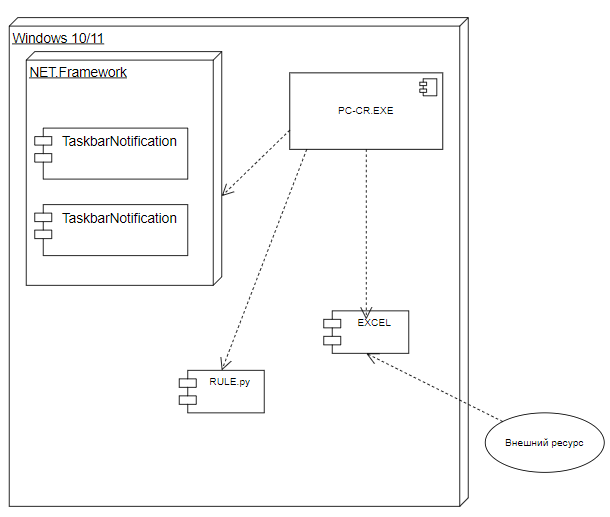 Windows 10/11
NET.Framework
PC-CR.EXE
TaskbarNotification
TaskbarNotification
EXCEL
RULE.py
Внешний ресурс